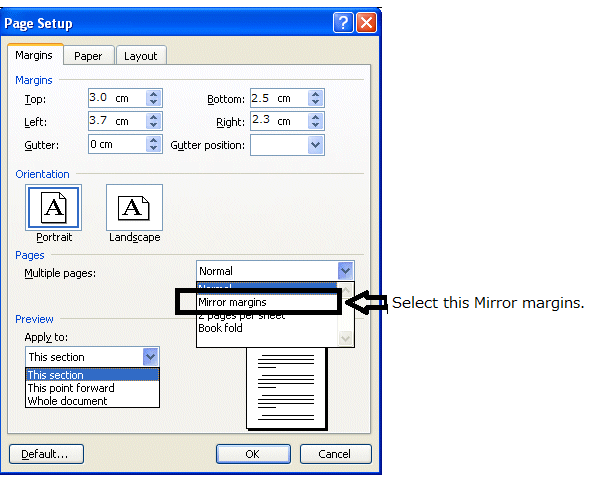 Page Setup
Margins Paper Layout
Margins
Top: 3.0 cm Bottom: 2.5 cm
Left: 3.7 cm Right: 2.3 cm
Gutter: 0 cm Gutter position:
Orientation
A A
Portrait Landscape
Pages
Multiple pages: Normal
Normal
Mirror margins Select this Mirror margins.
2 pages per sheet
Book fold
Preview
Apply to:
This section
This section
This point forward
Whole document
Default... OK Cancel